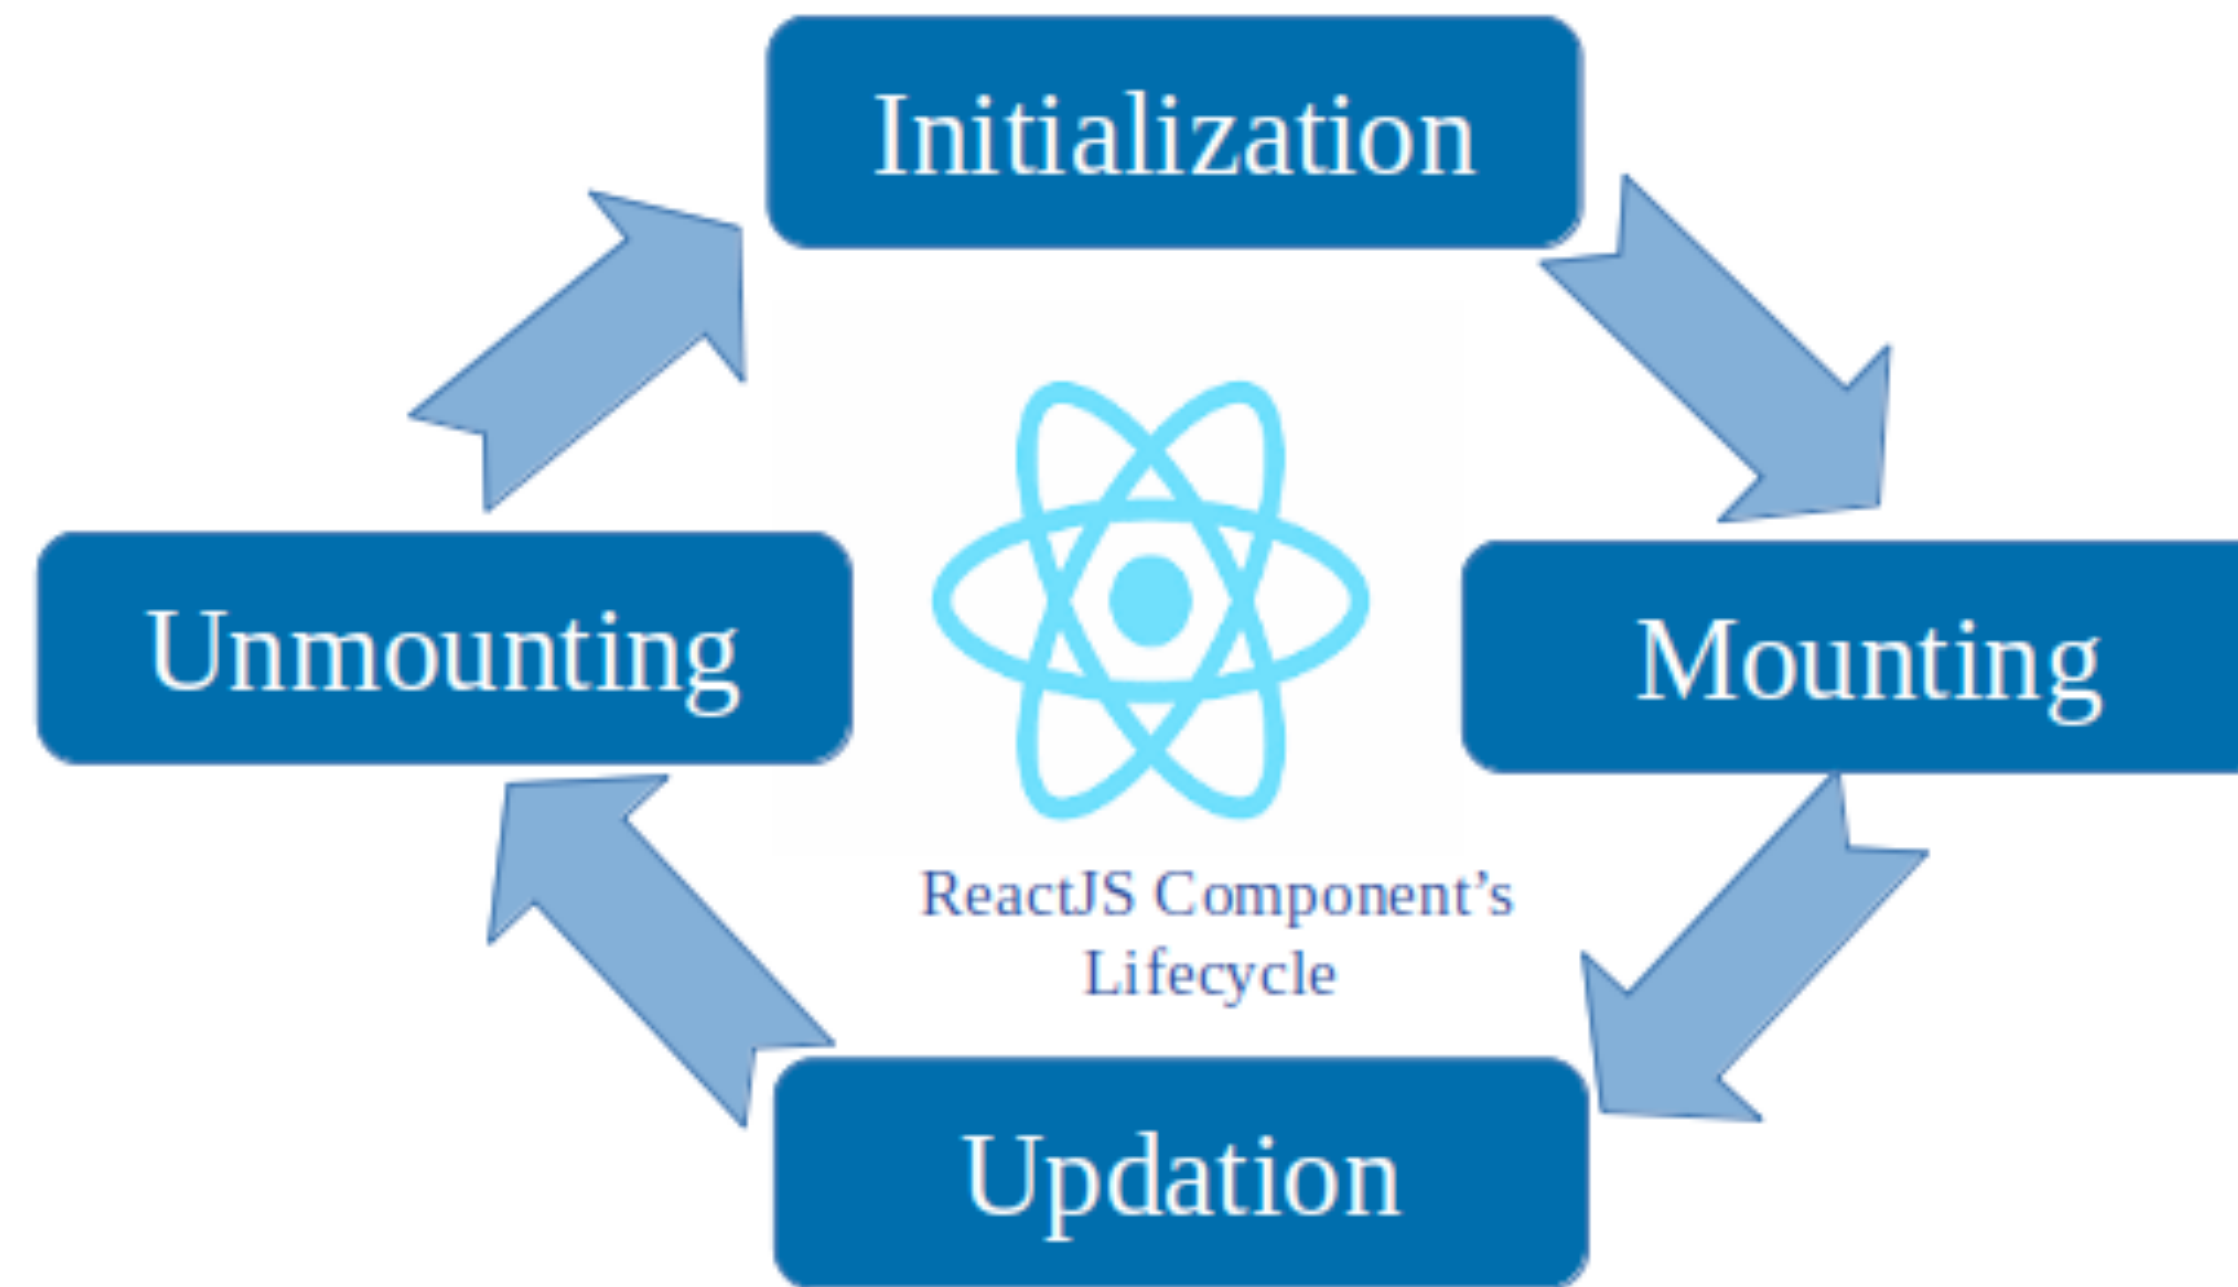 Initialization
Unmounting
Mounting
ReactJS Component’s
Lifecycle
Updation